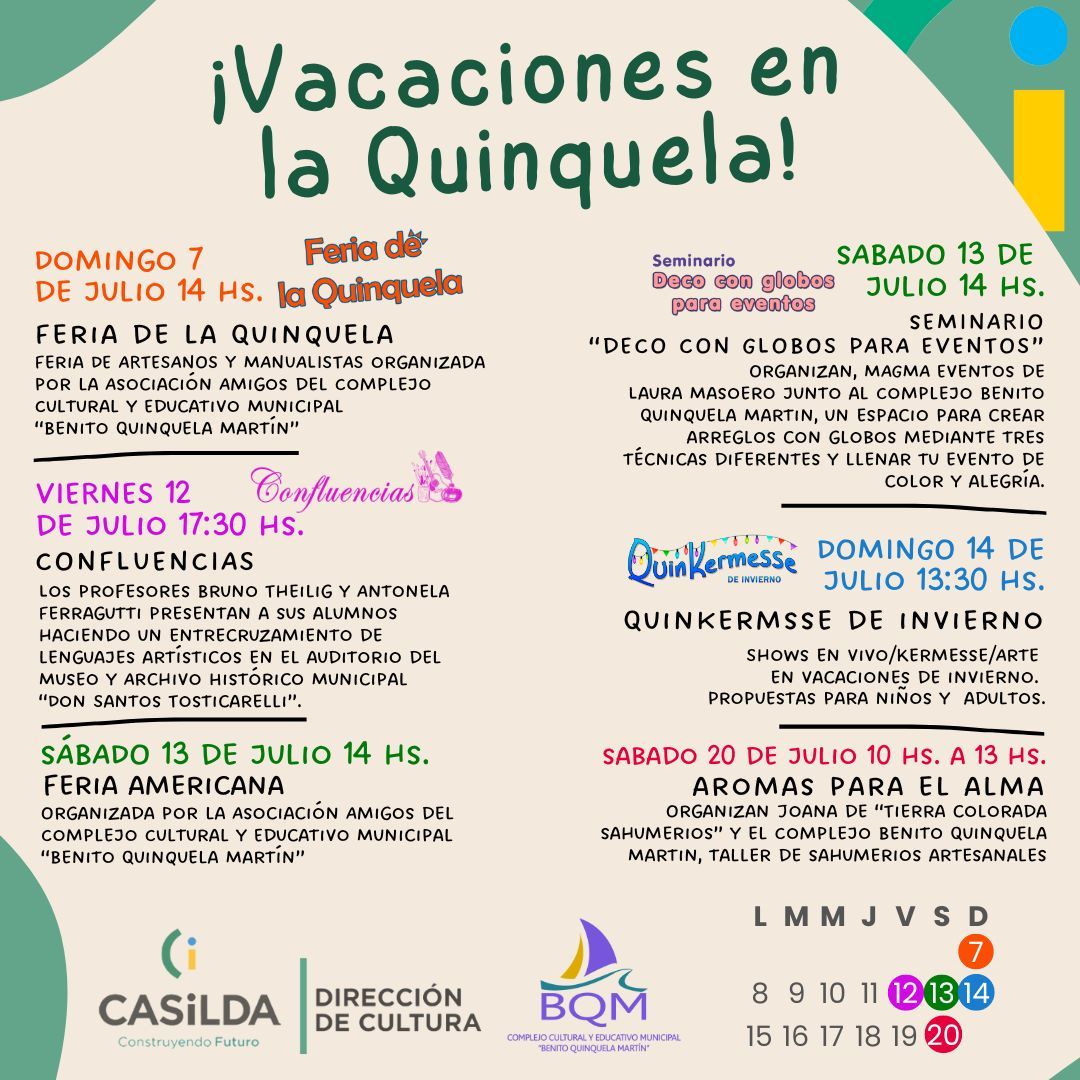 ¡Vacaciones en
la Quinquela!
DOMINGO 7
DE JULIO 14 HS.
Feria de
la Quinquela
FERIA DE LA QUINQUELA
FERIA DE ARTESANOS Y MANUALISTAS ORGANIZADA
POR LA ASOCIACIÓN AMIGOS DEL COMPLEJO
CULTURAL Y EDUCATIVO MUNICIPAL
“BENITO QUINQUELA MARTÍN”
VIERNES 12
DE JULIO 17:30 HS.
Confluencias
CONFLUENCIAS
LOS PROFESORES BRUNO THEILIG Y ANTONELA
FERRAGUTTI PRESENTAN A SUS ALUMNOS
HACIENDO UN ENTRECRUZAMIENTO DE
LENGUAJES ARTÍSTICOS EN EL AUDITORIO DEL
MUSEO Y ARCHIVO HISTÓRICO MUNICIPAL
“DON SANTOS TOSTICARELLI”.
SÁBADO 13 DE JULIO 14 HS.
FERIA AMERICANA
ORGANIZADA POR LA ASOCIACIÓN AMIGOS DEL
COMPLEJO CULTURAL Y EDUCATIVO MUNICIPAL
“BENITO QUINQUELA MARTÍN”
Seminario
Deco con globos
para eventos
SABADO 13 DE
JULIO 14 HS.
SEMINARIO
“DECO CON GLOBOS PARA EVENTOS”
ORGANIZAN, MAGMA EVENTOS DE
LAURA MASOERO JUNTO AL COMPLEJO BENITO
QUINQUELA MARTIN, UN ESPACIO PARA CREAR
ARREGLOS CON GLOBOS MEDIANTE TRES
TÉCNICAS DIFERENTES Y LLENAR TU EVENTO DE
COLOR Y ALEGRÍA.
QuinKermesse
DE INVIERNO
DOMINGO 14 DE
JULIO 13:30 HS.
QUINKERMSSE DE INVIERNO
SHOWS EN VIVO/KERMESSE/ARTE
EN VACACIONES DE INVIERNO.
PROPUESTAS PARA NIÑOS Y ADULTOS.
SABADO 20 DE JULIO 10 HS. A 13 HS.
AROMAS PARA EL ALMA
ORGANIZAN JOANA DE “TIERRA COLORADA
SAHUMERIOS” Y EL COMPLEJO BENITO QUINQUELA
MARTIN, TALLER DE SAHUMERIOS ARTESANALES
CASiLDA
Construyendo Futuro
DIRECCIÓN
DE CULTURA
BQM
COMPLEJO CULTURAL Y EDUCATIVO MUNICIPAL
"BENITO QUINQUELA MARTÍN"
L M M J V S D
7
8 9 10 11 12 13 14
15 16 17 18 19 20